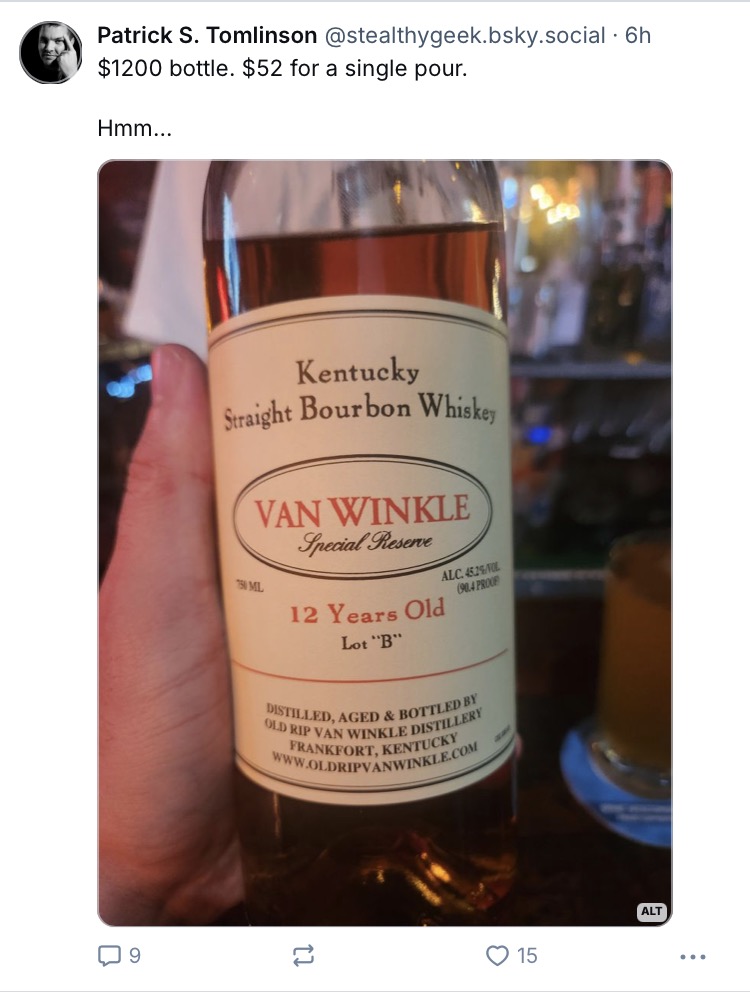 Patrick S. Tomlinson @stealthygeek.bsky.social · 6h
$1200 bottle. $52 for a single pour.
Hmm...
Kentucky
Straight Bourbon Whiskey
VAN WINKLE
Special Reserve
750 ML
ALC. 45.2%/VOL.
(90.4 PROOF)
12 Years Old
Lot "B"
DISTILLED, AGED & BOTTLED BY
OLD RIP VAN WINKLE DISTILLERY
FRANKFORT, KENTUCKY
WWW.OLDRIPVANWINKLE.COM
ALT
9
15